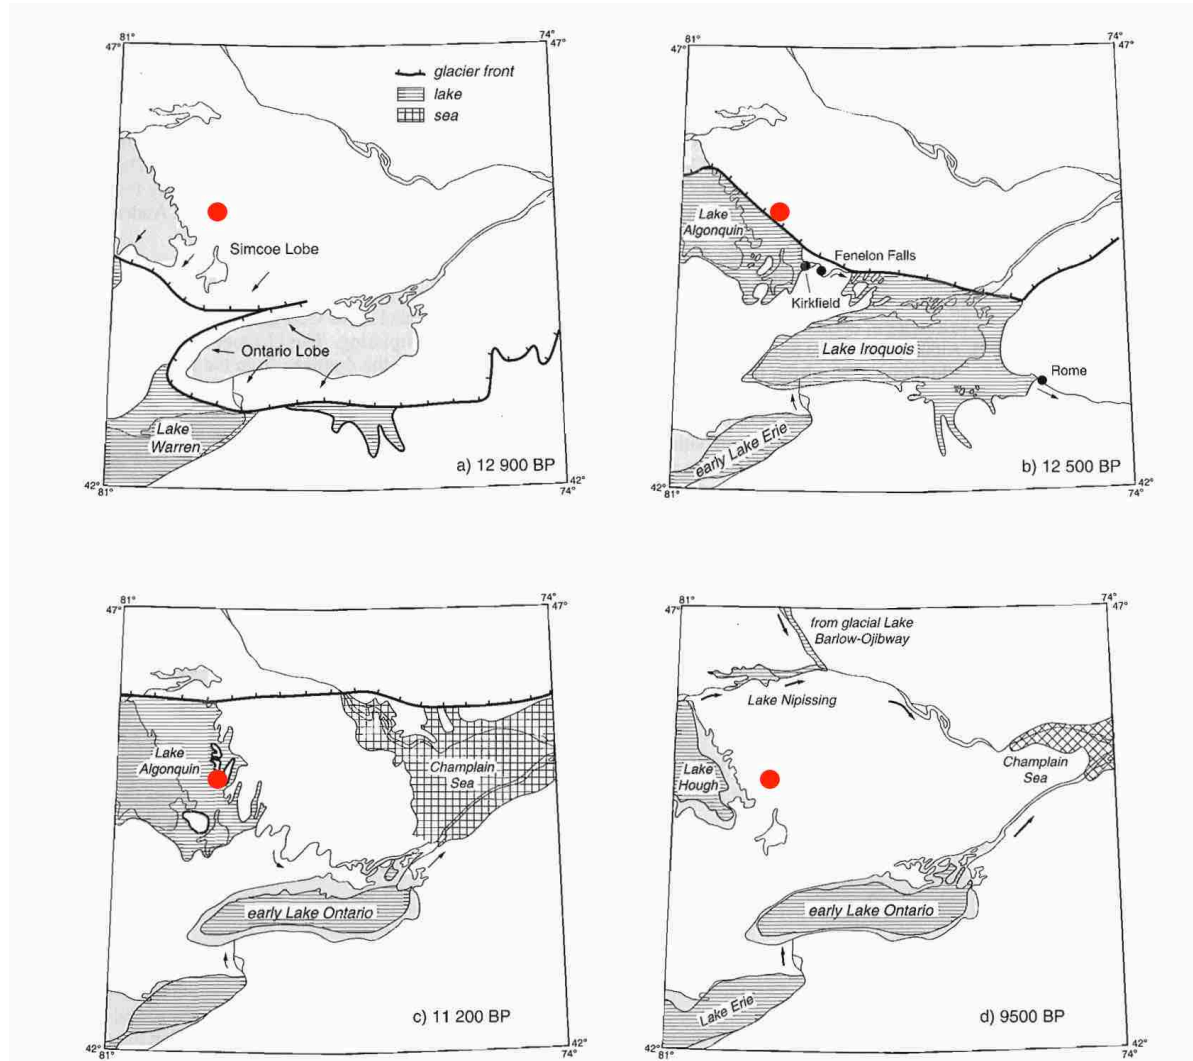 81°
47°
74°
47°
glacier front
lake
sea
Simcoe Lobe
Ontario Lobe
Lake
Warren
a) 12 900 BP
42°
81°
42°
74°
81°
47°
74°
47°
Lake
Algonquin
Fenelon Falls
Kirkfield
Lake Iroquois
Rome
early Lake Erie
b) 12 500 BP
42°
81°
42°
74°
81°
47°
74°
47°
Lake
Algonquin
Champlain
Sea
early Lake Ontario
c) 11 200 BP
42°
81°
42°
74°
81°
47°
74°
47°
from glacial Lake
Barlow-Ojibway
Lake Nipissing
Lake
Hough
Champlain
Sea
early Lake Ontario
Lake Erie
d) 9500 BP
42°
81°
42°
74°